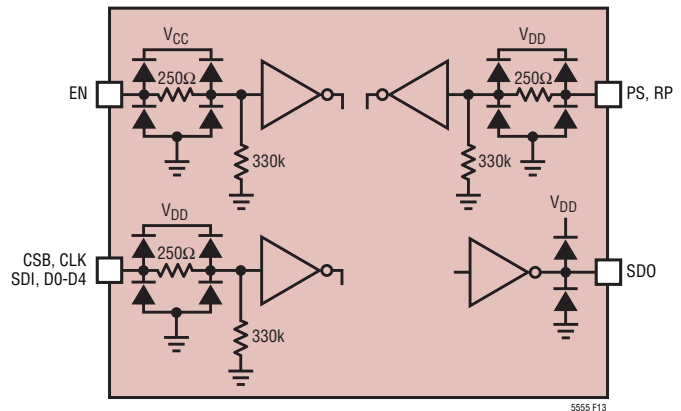 VCC
VDD
EN
250Ω
250Ω
PS, RP
330k
330k
VDD
VDD
CSB, CLK
SDI, D0-D4
250Ω
SDO
330k
5555 F13